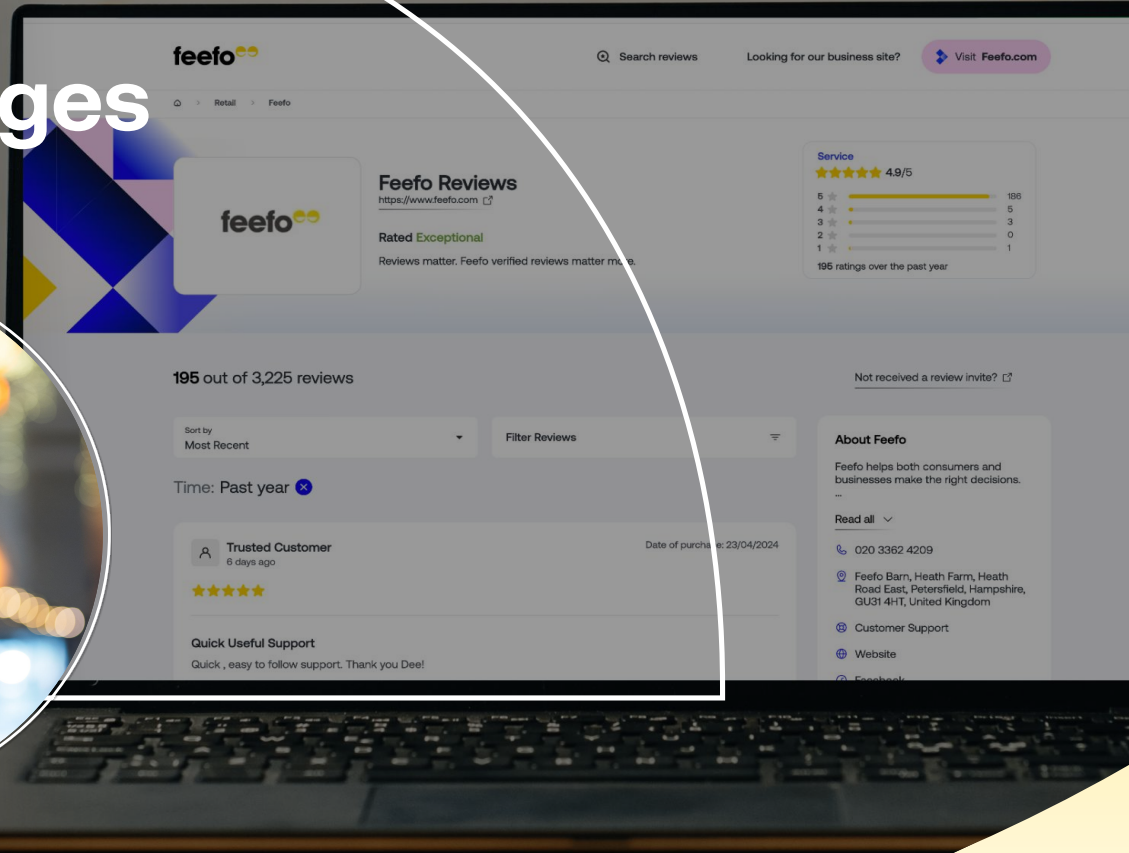 ges
feefo
Search reviews
Looking for our business site?
Visit Feefo.com
Retail > Feefo
feefo
Feefo Reviews
https://www.feefo.com
Rated Exceptional
Reviews matter. Feefo verified reviews matter more.
Service
4.9/5
5 186
4 5
3 3
2 0
1 1
195 ratings over the past year
195 out of 3,225 reviews
Not received a review invite?
Sort by
Most Recent
Filter Reviews
Time: Past year
Trusted Customer
6 days ago
Date of purchase: 23/04/2024
Quick Useful Support
Quick , easy to follow support. Thank you Dee!
About Feefo
Feefo helps both consumers and
businesses make the right decisions.
...
Read all
020 3362 4209
Feefo Barn, Heath Farm, Heath
Road East, Petersfield, Hampshire,
GU31 4HT, United Kingdom
Customer Support
Website
Facebook